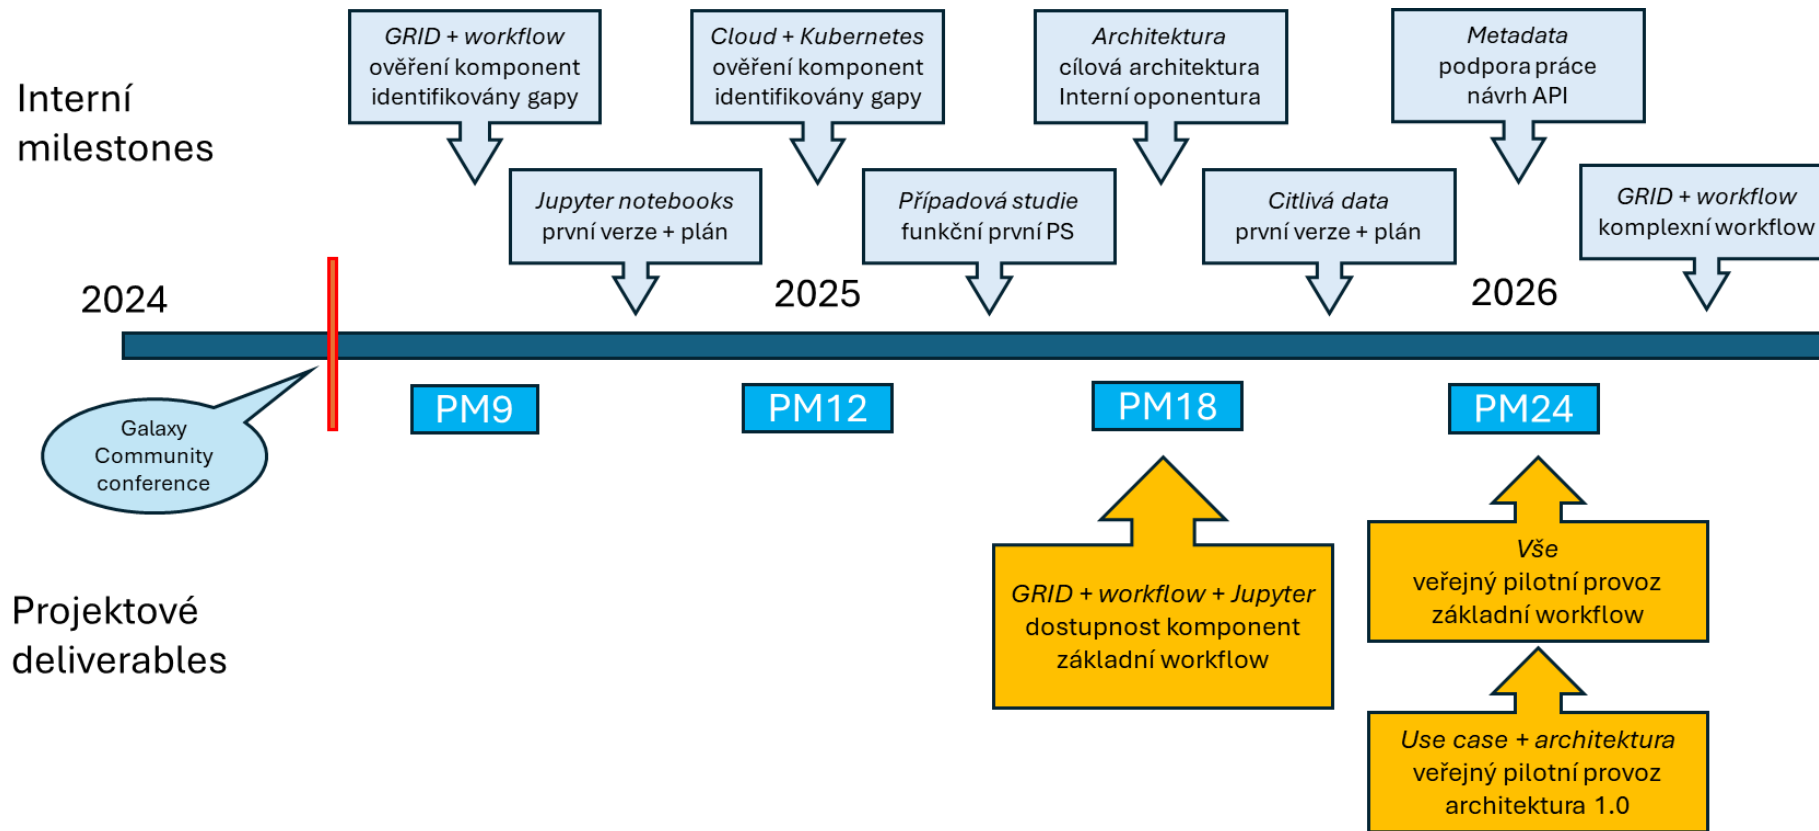 Interní
milestones
GRID + workflow
ověření komponent
identifikovány gapy
Cloud + Kubernetes
ověření komponent
identifikovány gapy
Architektura
cílová architektura
Interní oponentura
Metadata
podpora práce
návrh API
Jupyter notebooks
první verze + plán
Případová studie
funkční první PS
Citlivá data
první verze + plán
GRID + workflow
komplexní workflow
2024
2025
2026
Galaxy
Community
conference
PM9
PM12
PM18
PM24
Projektové
deliverables
GRID + workflow + Jupyter
dostupnost komponent
základní workflow
Vše
veřejný pilotní provoz
základní workflow
Use case + architektura
veřejný pilotní provoz
architektura 1.0